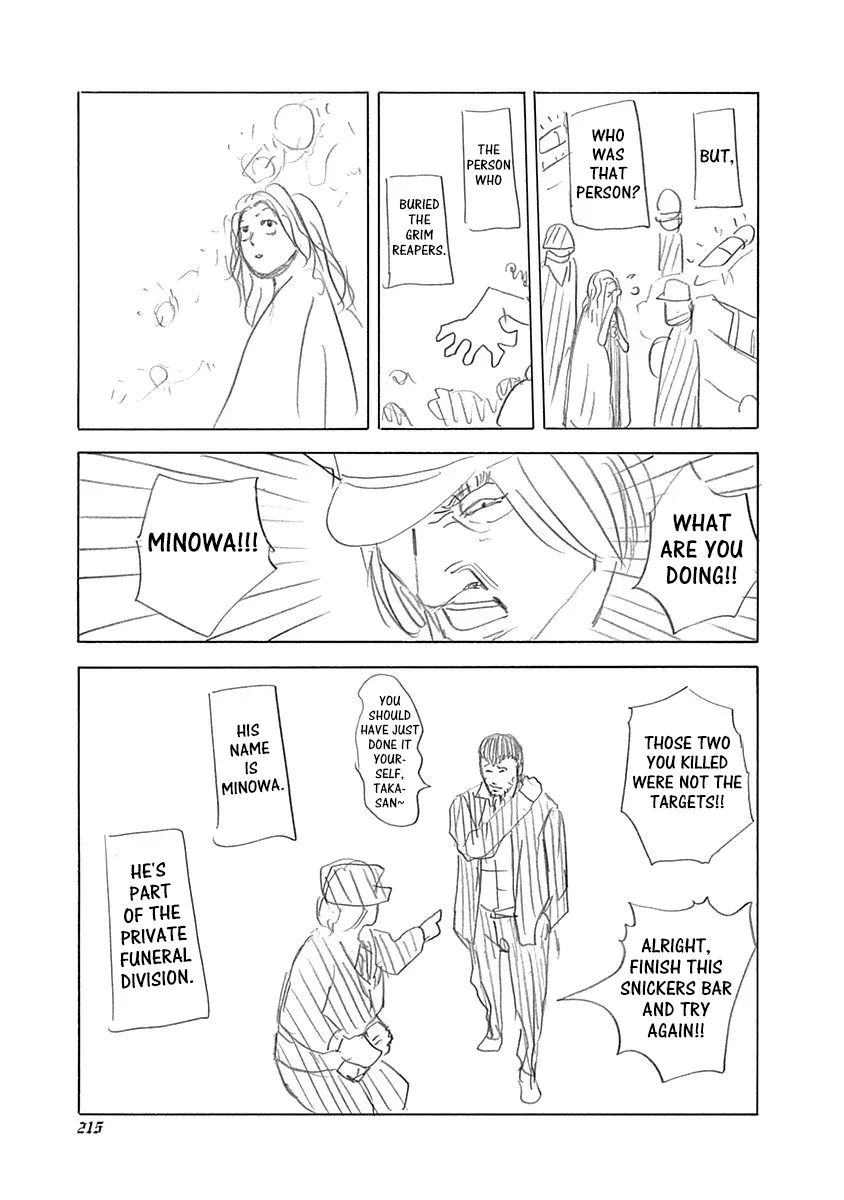 BUT,
WHO
WAS
THAT
PERSON?
THE
PERSON
WHO
BURIED
THE
GRIM
REAPERS.
WHAT
ARE YOU
DOING!!
MINOWA!!!
THOSE TWO
YOU KILLED
WERE NOT THE
TARGETS!!
ALRIGHT,
FINISH THIS
SNICKERS BAR
AND TRY
AGAIN!!
YOU
SHOULD
HAVE JUST
DONE IT
YOUR-
SELF,
TAKA-
SAN~
HIS
NAME
IS
MINOWA.
HE'S
PART
OF THE
PRIVATE
FUNERAL
DIVISION.
215